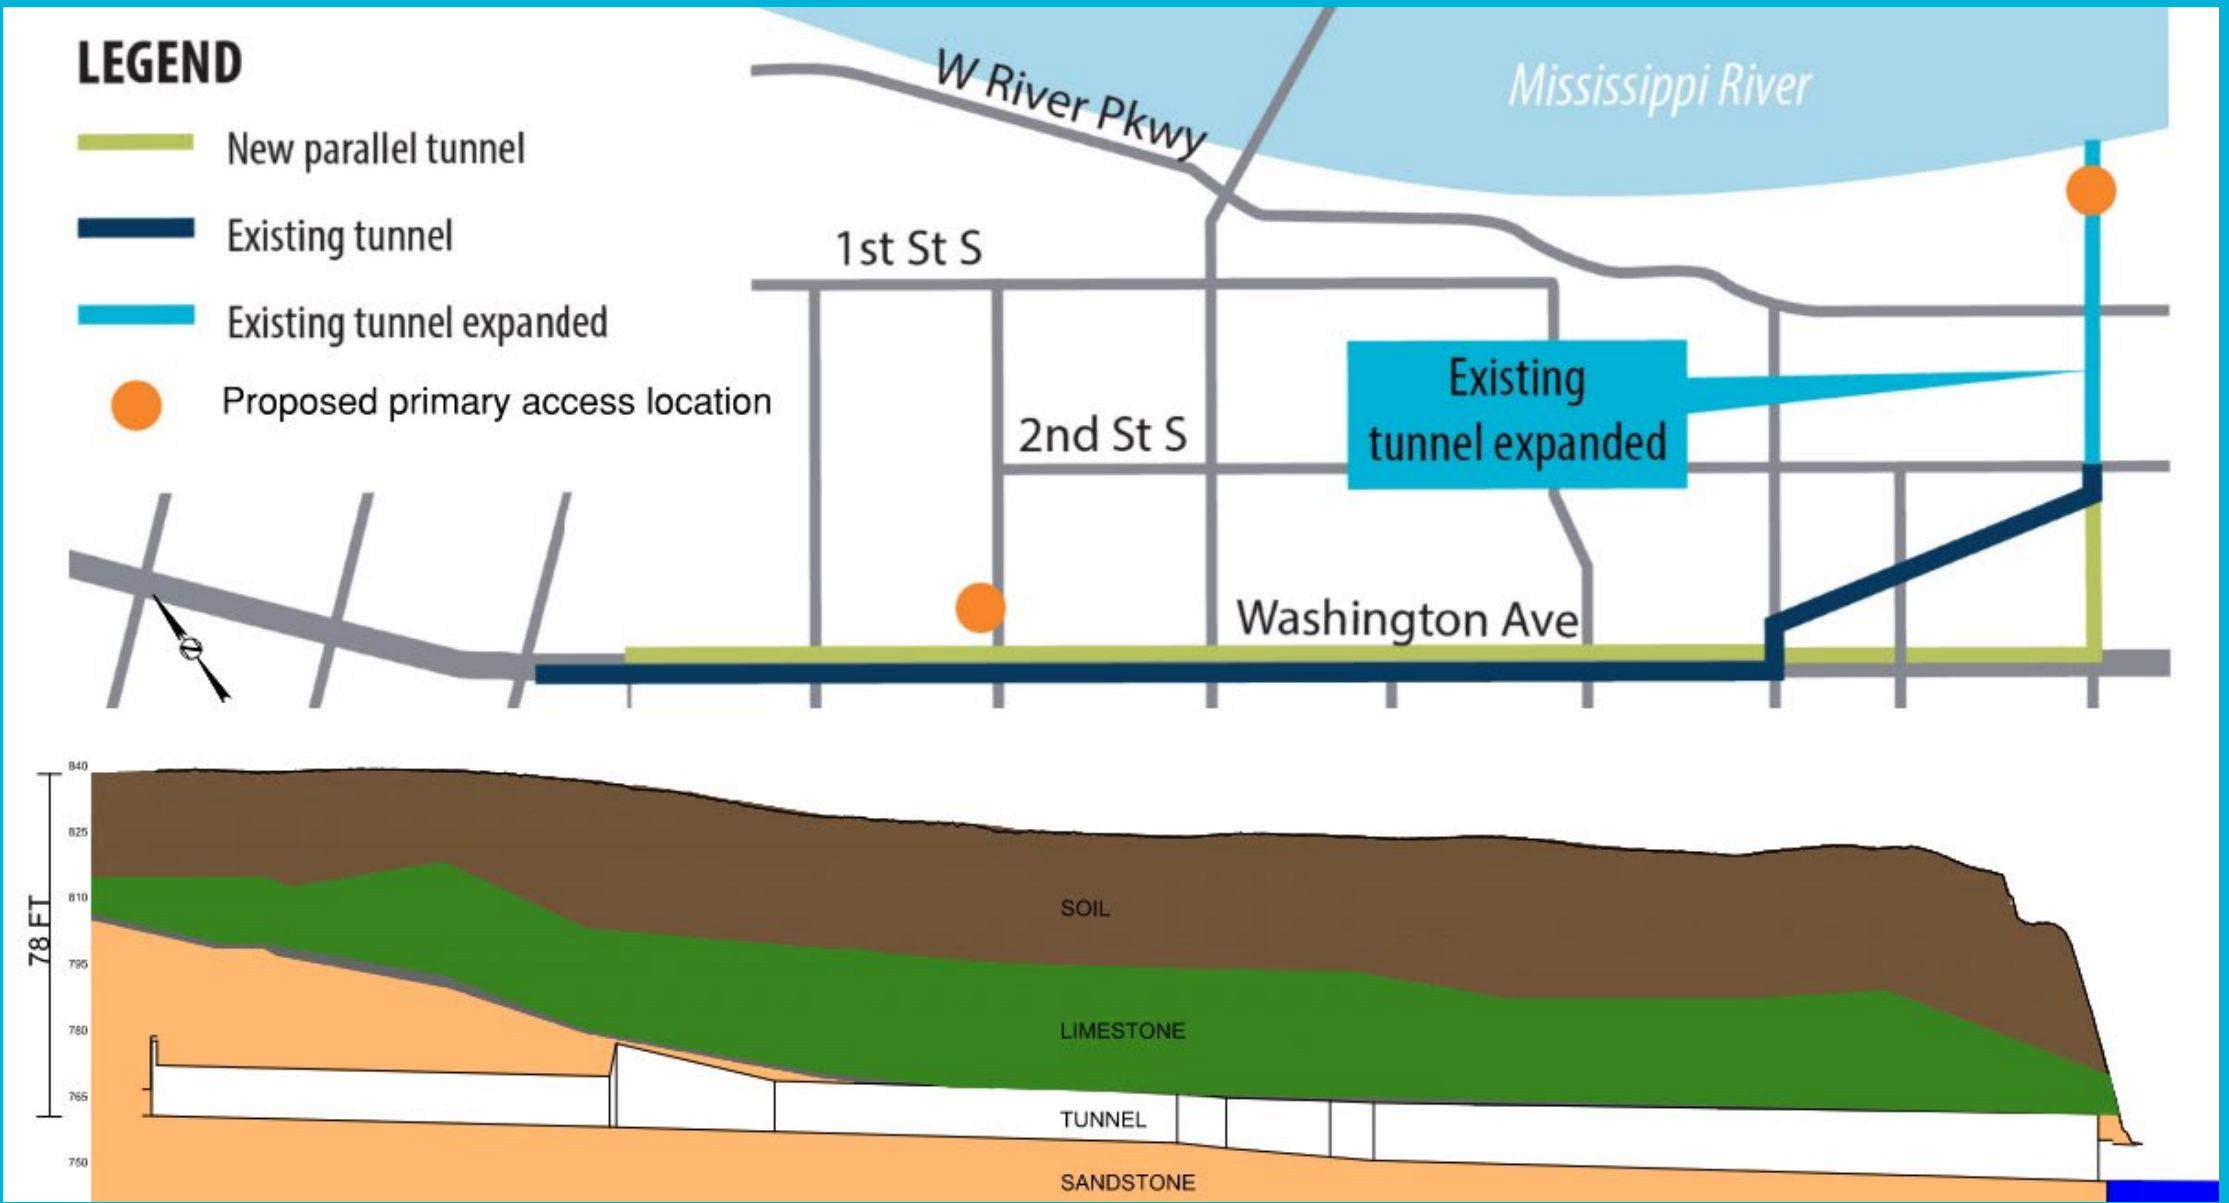 LEGEND
New parallel tunnel
Existing tunnel
Existing tunnel expanded
Proposed primary access location
W River Pkwy
Mississippi River
1st St S
2nd St S
Existing
tunnel expanded
Washington Ave
840
825
810
795
780
765
750
78 FT
SOIL
LIMESTONE
TUNNEL
SANDSTONE